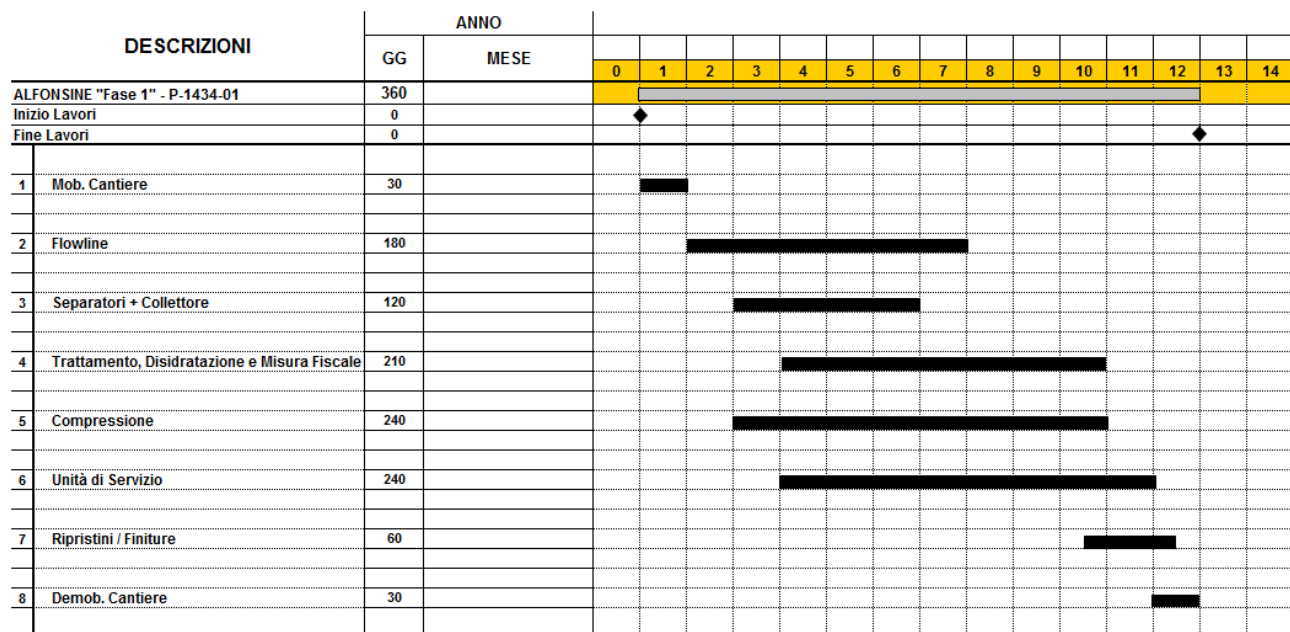 ANNO
DESCRIZIONI GG MESE
0 1 2 3 4 5 6 7 8 9 10 11 12 13 14
ALFONSINE "Fase 1" - P-1434-01 360
Inizio Lavori 0
Fine Lavori 0
1 Mob. Cantiere 30
2 Flowline 180
3 Separatori + Collettore 120
4 Trattamento, Disidratazione e Misura Fiscale 210
5 Compressione 240
6 Unità di Servizio 240
7 Ripristini / Finiture 60
8 Demob. Cantiere 30